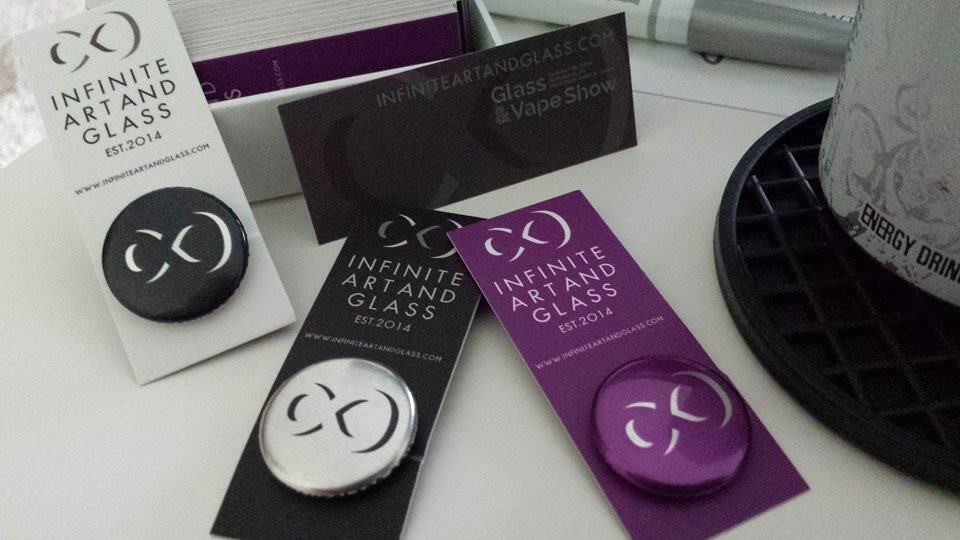 INFINITE
ART AND
GLASS
EST.2014
WWW.INFINITEARTANDGLASS.COM
INFINITEARTANDGLASS.COM
Glass
& Vape Show
INFINITE
ART AND
GLASS
EST.2014
WWW.INFINITEARTANDGLASS.COM
INFINITE
ART AND
GLASS
EST.2014
WWW.INFINITEARTANDGLASS.COM
ENERGY DRIN